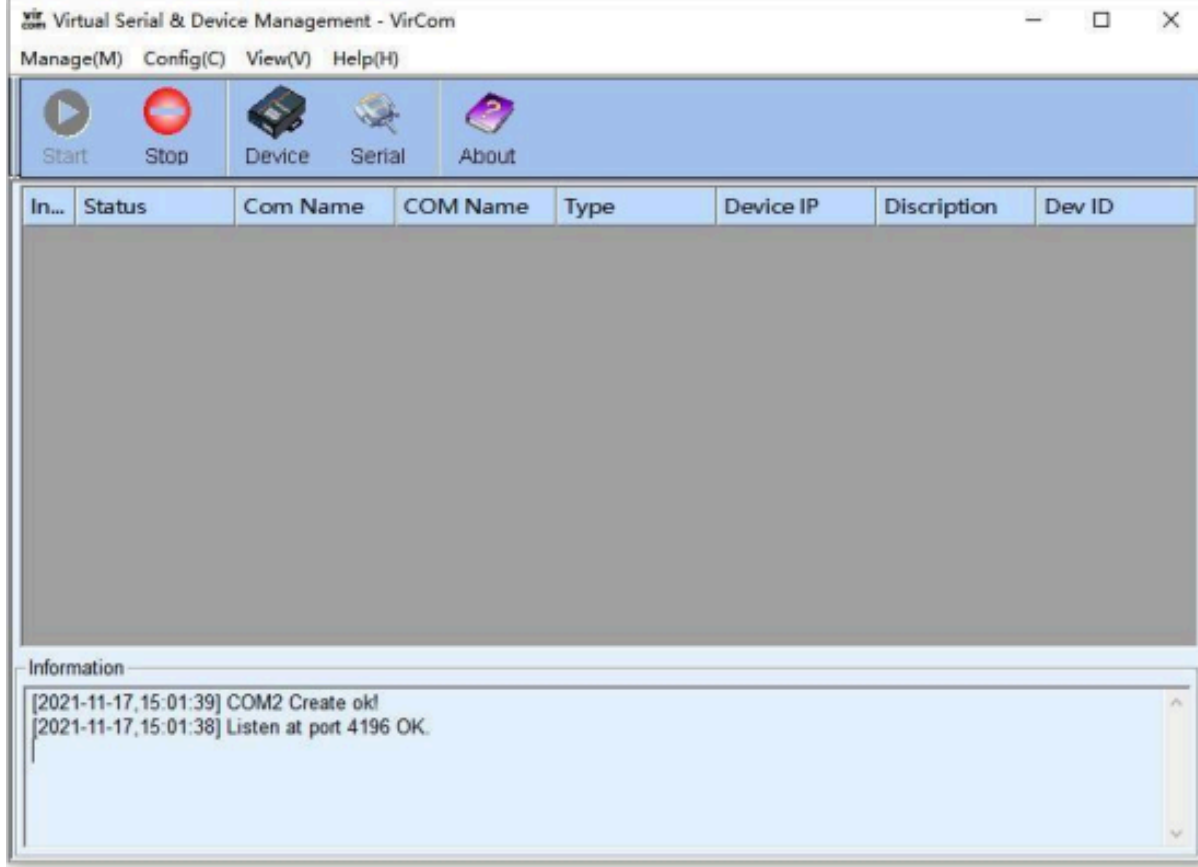 vir com Virtual Serial & Device Management - VirCom
Manage(M) Config(C) View(V) Help(H)
Start Stop Device Serial About
In... Status Com Name COM Name Type Device IP Discription Dev ID
Information
[2021-11-17,15:01:39] COM2 Create ok!
[2021-11-17,15:01:38] Listen at port 4196 OK.